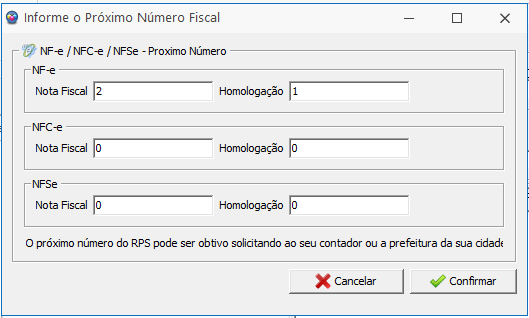 Informe o Próximo Número Fiscal
NF-e / NFC-e / NFSe - Proximo Número
NF-e
Nota Fiscal 2 Homologação 1
NFC-e
Nota Fiscal 0 Homologação 0
NFSe
Nota Fiscal 0 Homologação 0
O próximo número do RPS pode ser obtivo solicitando ao seu contador ou a prefeitura da sua cidade
Cancelar Confirmar